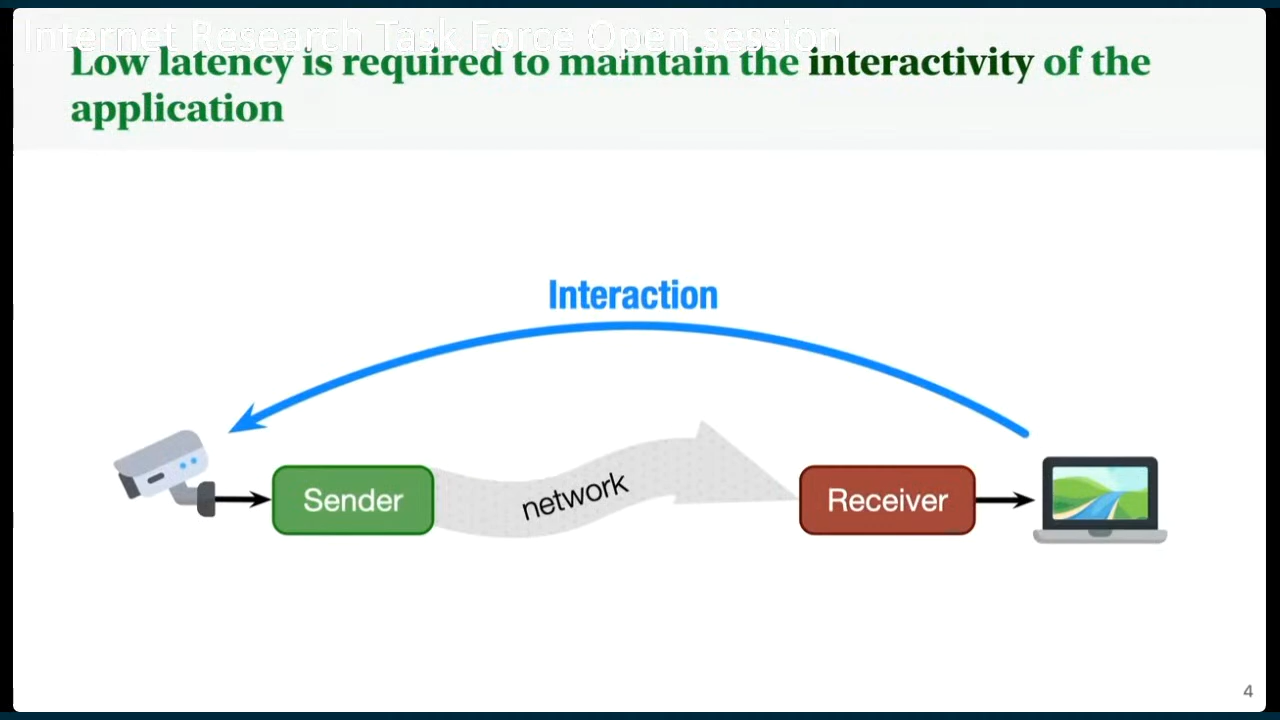 Internet Research Task Force Open session
Low latency is required to maintain the interactivity of the
application
Interaction
Sender
network
Receiver
4